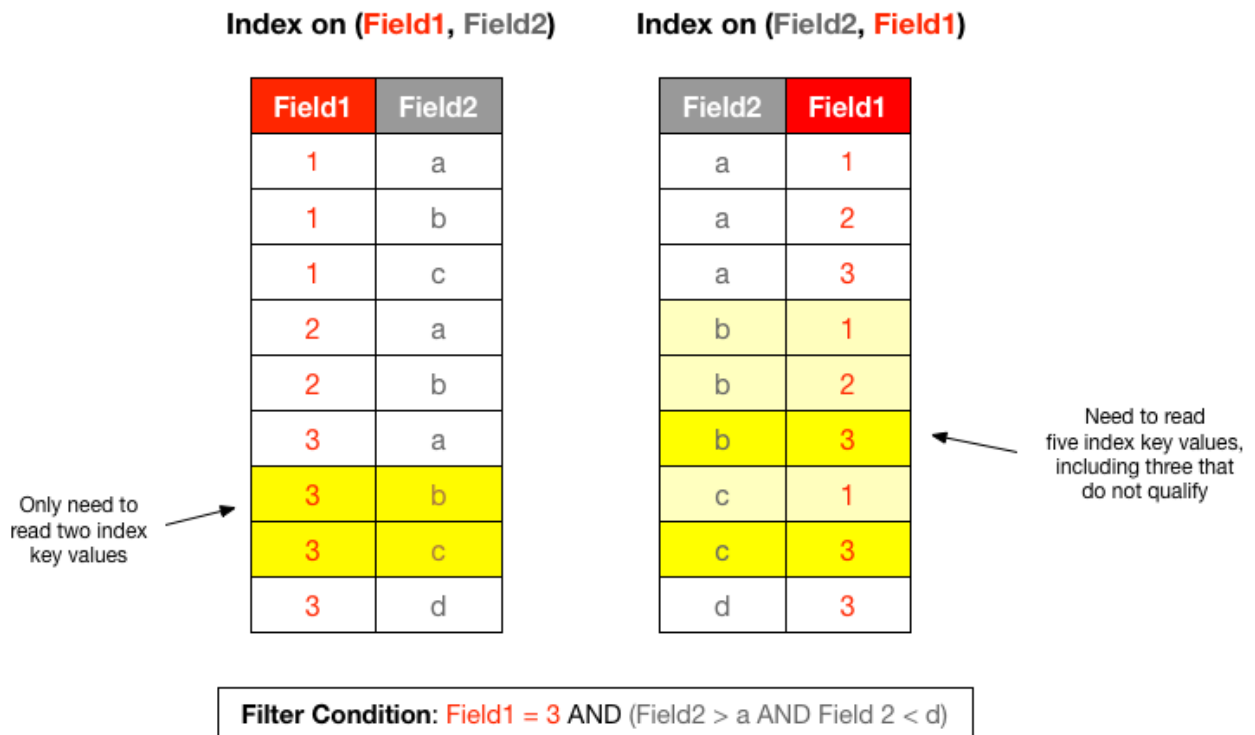 Index on (Field1, Field2)
Index on (Field2, Field1)
Field1 Field2
1 a
1 b
1 c
2 a
2 b
3 a
3 b
3 c
3 d
Field2 Field1
a 1
a 2
a 3
b 1
b 2
b 3
c 1
c 3
d 3
Only need to
read two index
key values
Need to read
five index key values,
including three that
do not qualify
Filter Condition: Field1 = 3 AND (Field2 > a AND Field 2 < d)